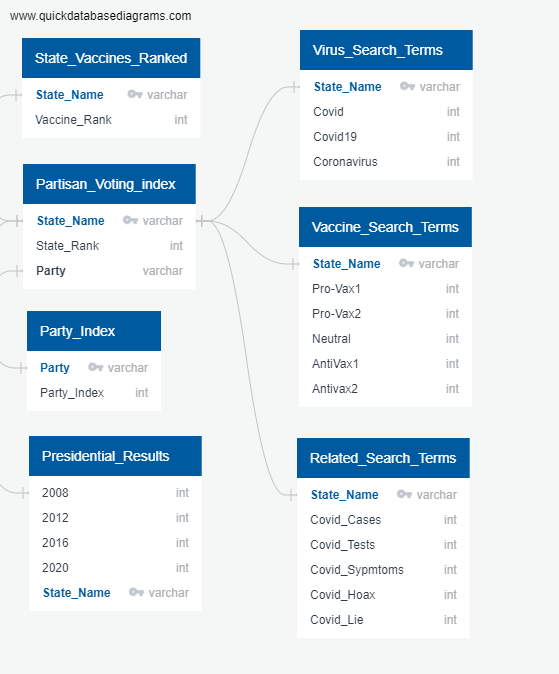 www.quickdatabasediagrams.com
State_Vaccines_Ranked
State_Name varchar
Vaccine_Rank int
Partisan_Voting_index
State_Name varchar
State_Rank int
Party varchar
Party_Index
Party varchar
Party_Index int
Presidential_Results
2008 int
2012 int
2016 int
2020 int
State_Name varchar
Virus_Search_Terms
State_Name varchar
Covid int
Covid19 int
Coronavirus int
Vaccine_Search_Terms
State_Name varchar
Pro-Vax1 int
Pro-Vax2 int
Neutral int
AntiVax1 int
Antivax2 int
Related_Search_Terms
State_Name varchar
Covid_Cases int
Covid_Tests int
Covid_Sypmtoms int
Covid_Hoax int
Covid_Lie int